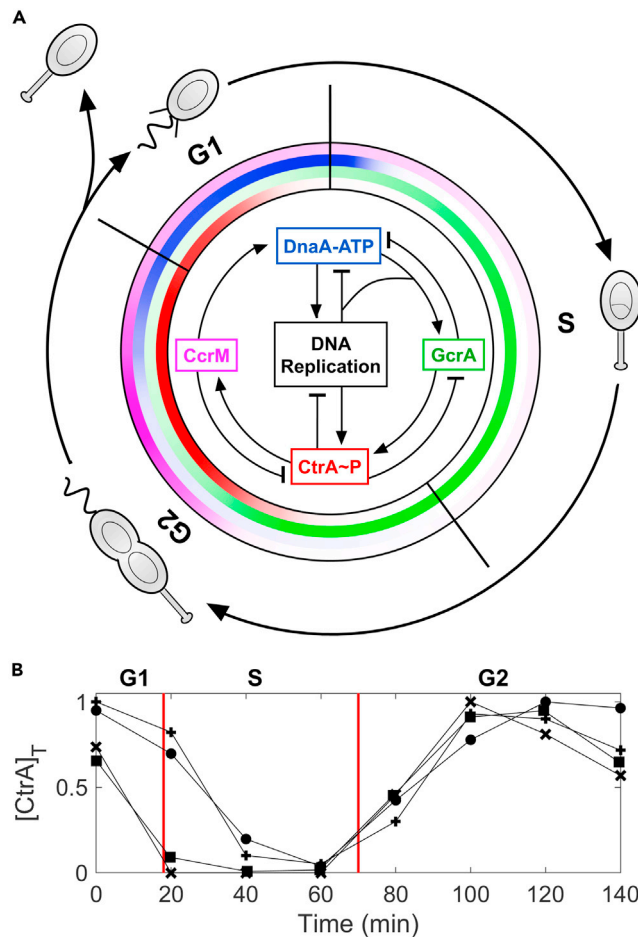 A
G1
S
G2
DnaA-ATP
DNA
Replication
CcrM
GcrA
CtrA~P
B
G1 S G2
[CtrA]T
1
0.5
0
0 20 40 60 80 100 120 140
Time (min)